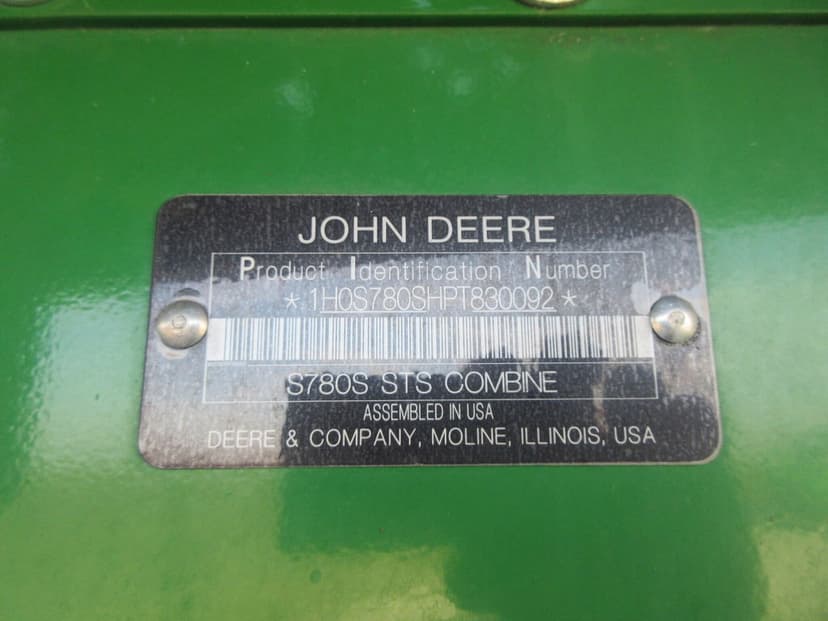 JOHN DEERE
Product Identification Number
* 1H0S780SHPT830092 *
S780S STS COMBINE
ASSEMBLED IN USA
DEERE & COMPANY, MOLINE, ILLINOIS, USA